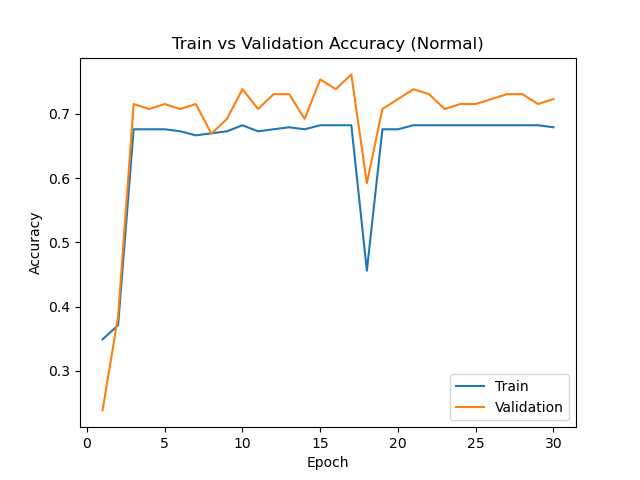 Train vs Validation Accuracy (Normal)
Accuracy
0.7
0.6
0.5
0.4
0.3
Train
Validation
0 5 10 15 20 25 30
Epoch